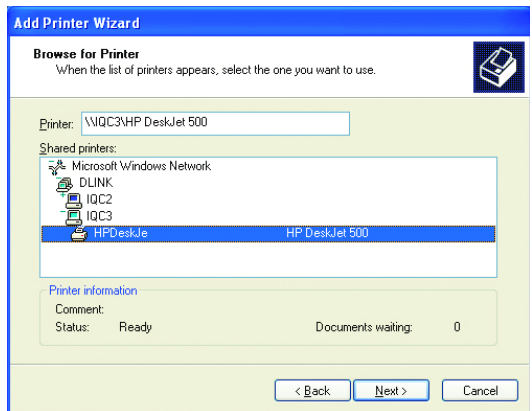 Add Printer Wizard
Browse for Printer
When the list of printers appears, select the one you want to use.
Printer: \\IQC3\HP DeskJet 500
Shared printers:
Microsoft Windows Network
DLINK
IQC2
IQC3
HPDeskJe HP DeskJet 500
Printer information
Comment:
Status: Ready Documents waiting: 0
< Back Next > Cancel